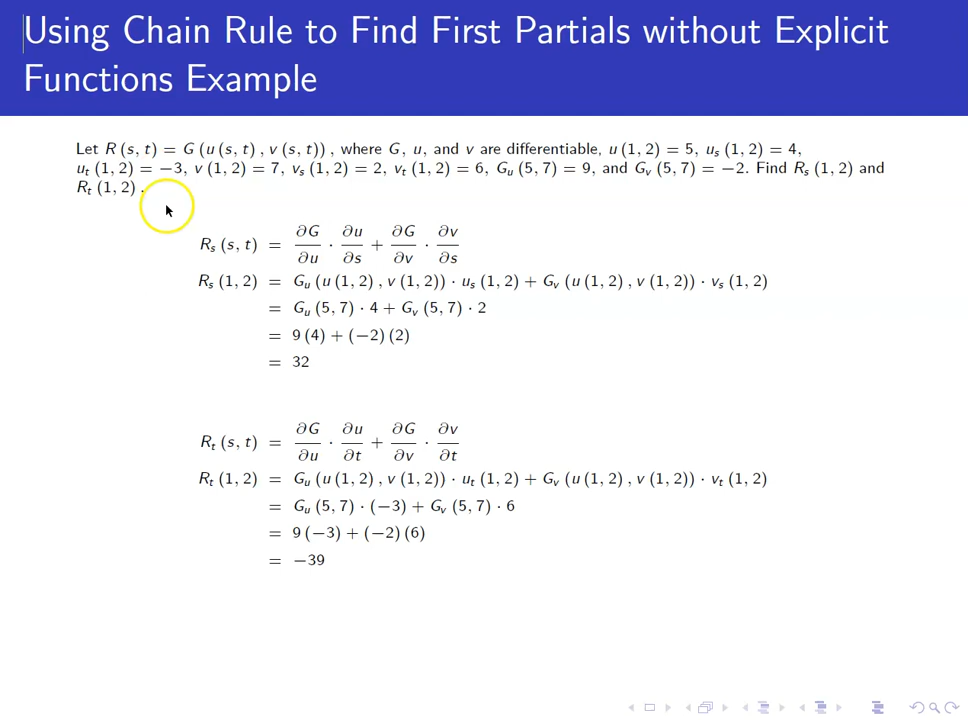 Using Chain Rule to Find First Partials without Explicit
Functions Example
Let R (s, t) = G (u (s, t) , v (s, t)) , where G, u, and v are differentiable, u (1, 2) = 5, u_s (1, 2) = 4,
u_t (1, 2) = −3, v (1, 2) = 7, v_s (1, 2) = 2, v_t (1, 2) = 6, G_u (5, 7) = 9, and G_v (5, 7) = −2. Find R_s (1, 2) and
R_t (1, 2) .
R_s (s, t) = ∂G/∂u · ∂u/∂s + ∂G/∂v · ∂v/∂s
R_s (1, 2) = G_u (u (1, 2) , v (1, 2)) · u_s (1, 2) + G_v (u (1, 2) , v (1, 2)) · v_s (1, 2)
= G_u (5, 7) · 4 + G_v (5, 7) · 2
= 9 (4) + (−2) (2)
= 32
R_t (s, t) = ∂G/∂u · ∂u/∂t + ∂G/∂v · ∂v/∂t
R_t (1, 2) = G_u (u (1, 2) , v (1, 2)) · u_t (1, 2) + G_v (u (1, 2) , v (1, 2)) · v_t (1, 2)
= G_u (5, 7) · (−3) + G_v (5, 7) · 6
= 9 (−3) + (−2) (6)
= −39